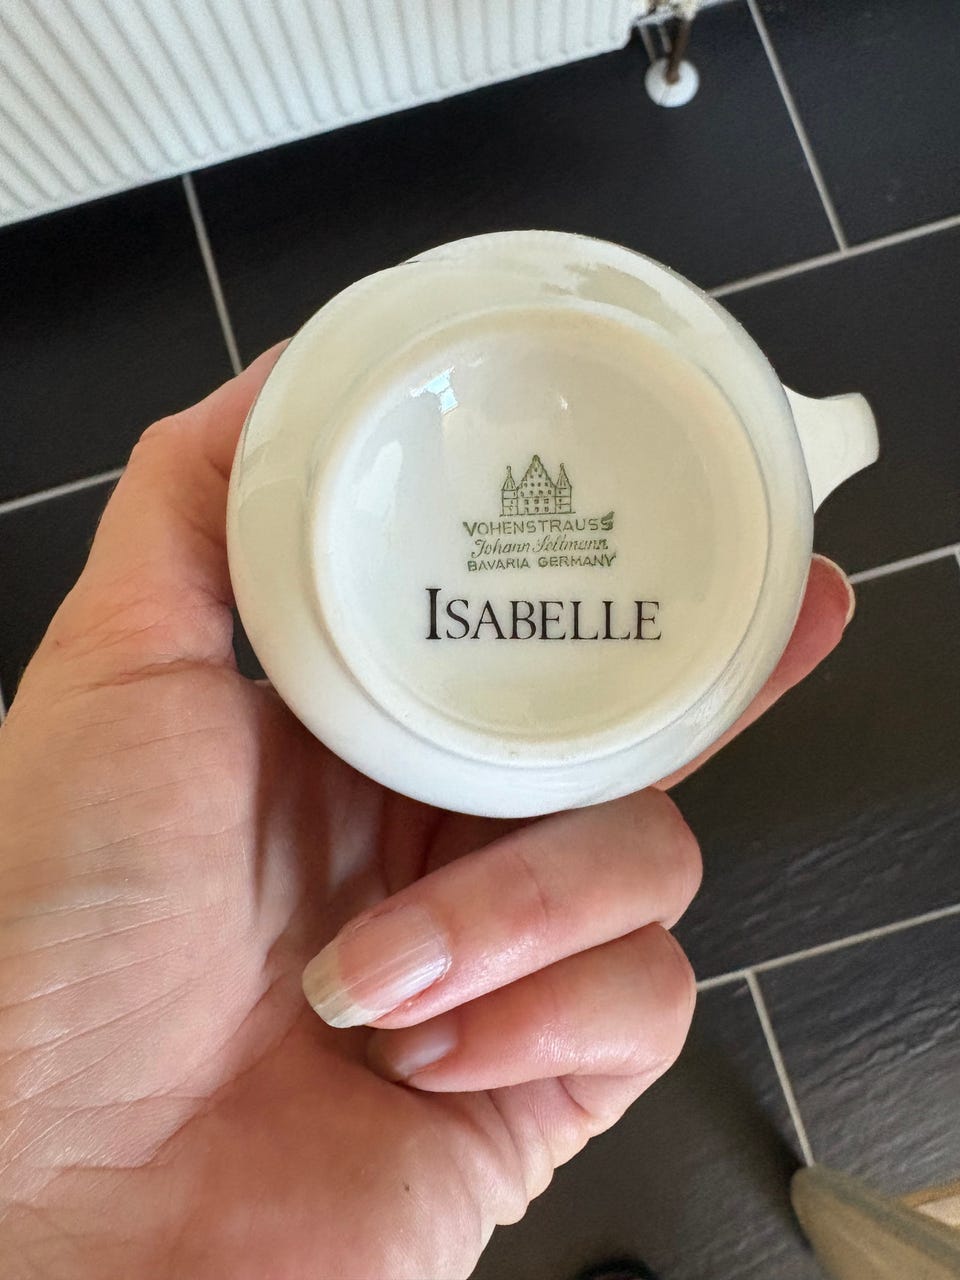 VOHENSTRAUSS
Johann Seltmann
BAVARIA GERMANY
ISABELLE